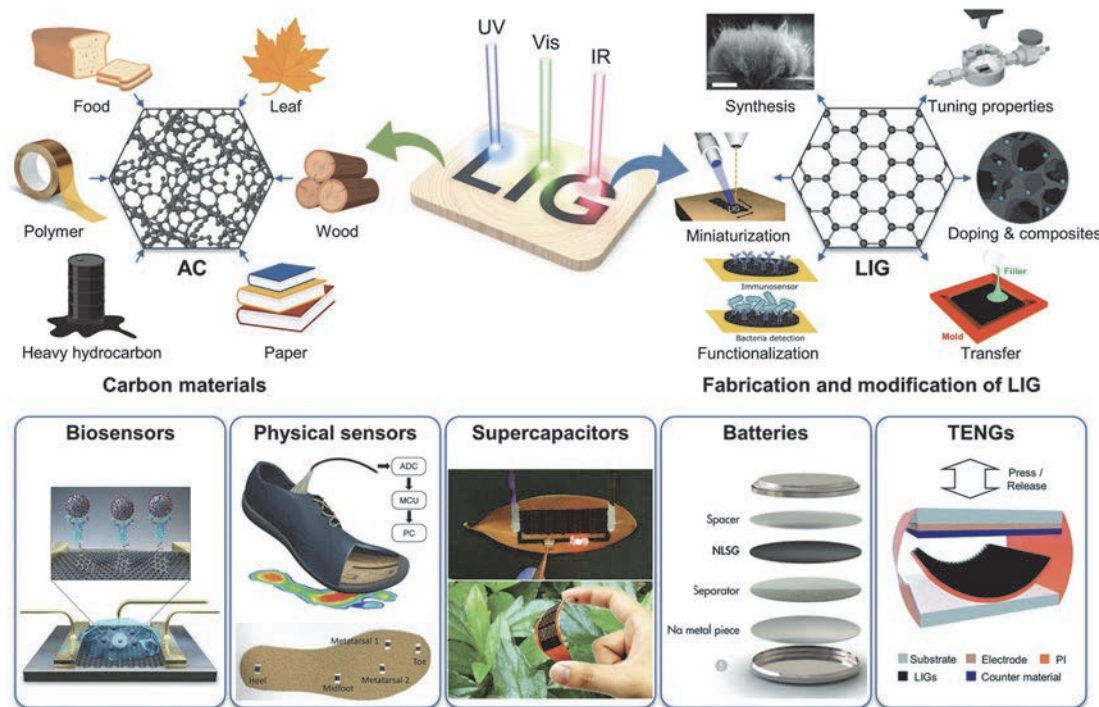 UV
Vis
IR
LIG
Food
Leaf
Polymer
Wood
AC
Heavy hydrocarbon
Paper
Carbon materials
Synthesis
Tuning properties
Miniaturization
LIG
Doping & composites
Immunosensor
Bacteria detection
Functionalization
Filler
Mold
Transfer
Fabrication and modification of LIG
Biosensors
Physical sensors
ADC
MCU
PC
Metatarsal 1
Toe
Heel
Midfoot
Metatarsal 2
Supercapacitors
Batteries
Spacer
NLSG
Separator
Na metal piece
TENGs
Press /
Release
Substrate
Electrode
PI
LIGs
Counter material